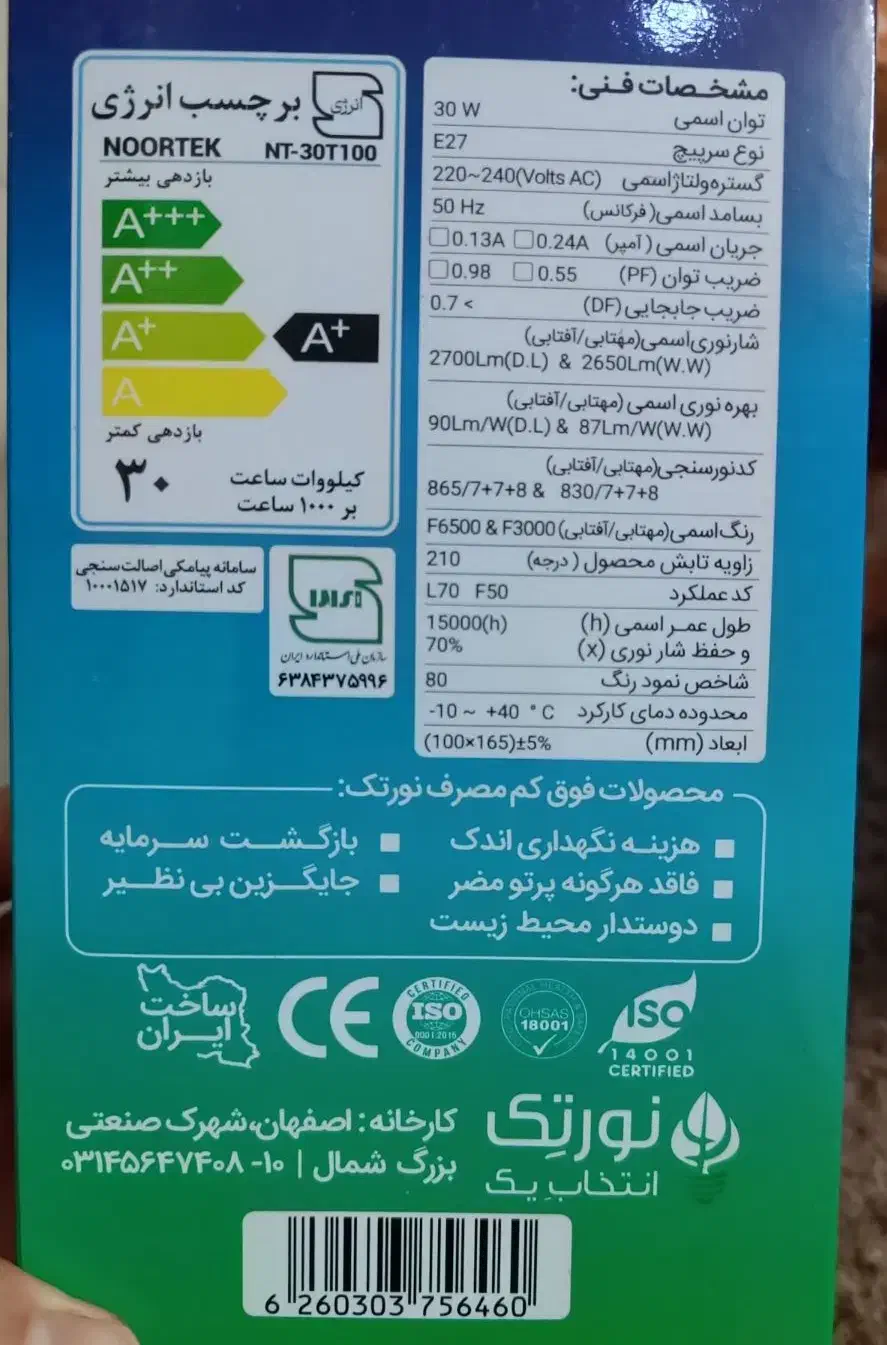 انرژی
برچسب انرژی
NOORTEK NT-30T100
بازدهی بیشتر
A+++
A++
A+ A+
A
بازدهی کمتر
۳۰
کیلووات ساعت
بر ۱۰۰۰ ساعت
سامانه پیامکی اصالت سنجی
کد استاندارد: ۱۰۰۰۱۵۱۷
سازمان ملی استاندارد ایران
۶۳۸۴۳۷۵۹۹۶
مشخصات فنی:
توان اسمی 30 W
نوع سرپیچ E27
گستره ولتاژ اسمی 220~240(Volts AC)
بسامد اسمی (فرکانس) 50 Hz
جریان اسمی (آمپر) 0.24A 0.13A
ضریب توان (PF) 0.55 0.98
ضریب جابجایی (DF) 0.7 <
شار نوری اسمی (مهتابی/آفتابی)
2700Lm(D.L) & 2650Lm(W.W)
بهره نوری اسمی (مهتابی/آفتابی)
90Lm/W(D.L) & 87Lm/W(W.W)
کد نورسنجی (مهتابی/آفتابی)
865/7+7+8 & 830/7+7+8
رنگ اسمی (مهتابی/آفتابی) F6500 & F3000
زاویه تابش محصول (درجه) 210
کد عملکرد L70 F50
طول عمر اسمی (h) 15000(h)
و حفظ شار نوری (x) 70%
شاخص نمود رنگ 80
محدوده دمای کارکرد -10 ~ +40 °C
ابعاد (mm) (100×165)±5%
محصولات فوق کم مصرف نورتک:
هزینه نگهداری اندک
فاقد هرگونه پرتو مضر
دوستدار محیط زیست
بازگشت سرمایه
جایگزین بی نظیر
ساخت
ایران
CE
CERTIFIED
ISO
9001:2015
COMPANY
OHSAS
18001
ISO
14001
CERTIFIED
نورتک
انتخابِ یک
کارخانه: اصفهان، شهرک صنعتی
بزرگ شمال | ۱۰-۰۳۱۴۵۶۴۷۴۰۸
6 260303 756460